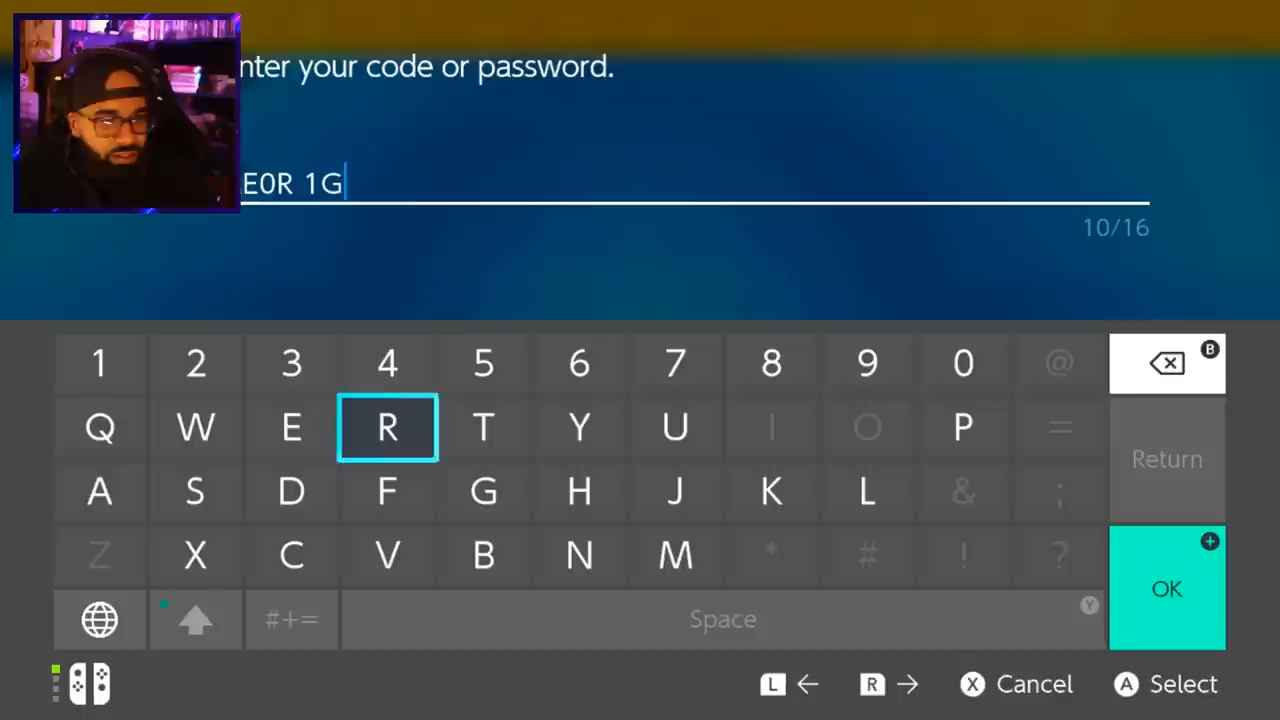 nter your code or password.
E0R 1G
10/16
1 2 3 4 5 6 7 8 9 0 @ B
Q W E R T Y U I O P =
Return
A S D F G H J K L & ;
Z X C V B N M * # ! ? +
OK
#+= Space Y
L ← R → X Cancel A Select